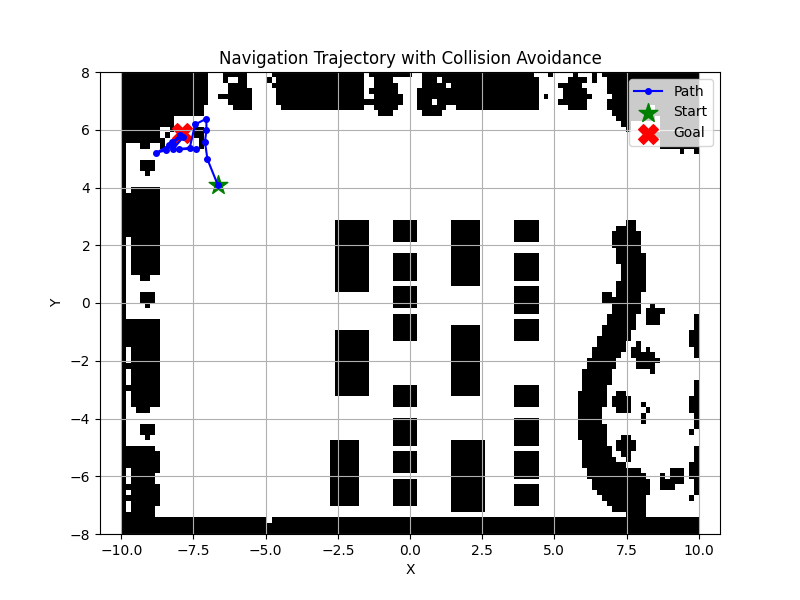 Navigation Trajectory with Collision Avoidance
Path
Start
Goal
8
6
4
2
0
−2
−4
−6
−8
Y
−10.0 −7.5 −5.0 −2.5 0.0 2.5 5.0 7.5 10.0
X